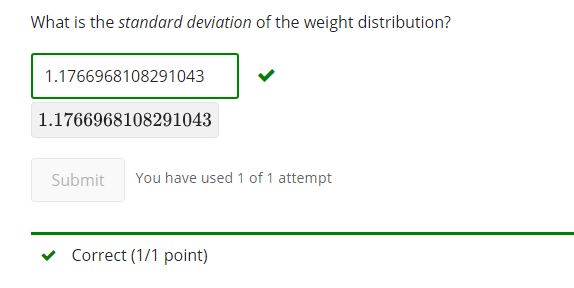 What is the standard deviation of the weight distribution?
1.1766968108291043
1.1766968108291043
Submit You have used 1 of 1 attempt
Correct (1/1 point)